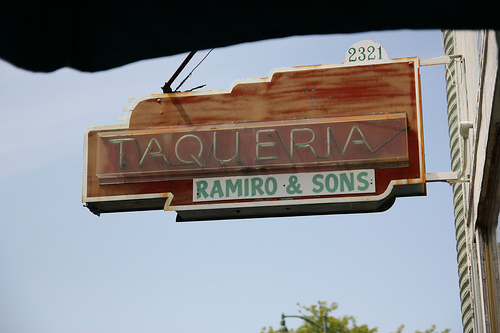 2321
TAQUERIA
RAMIRO & SONS